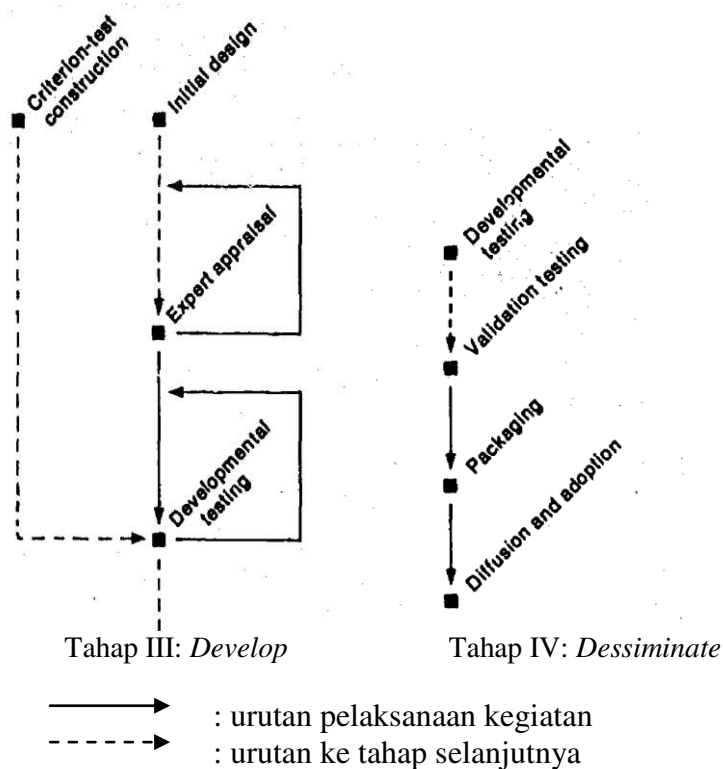 Criterion-test
construction
Initial design
Expert appraisal
Developmental
testing
Tahap III: Develop
Developmental
testing
Validation testing
Packaging
Diffusion and adoption
Tahap IV: Dessiminate
: urutan pelaksanaan kegiatan
: urutan ke tahap selanjutnya